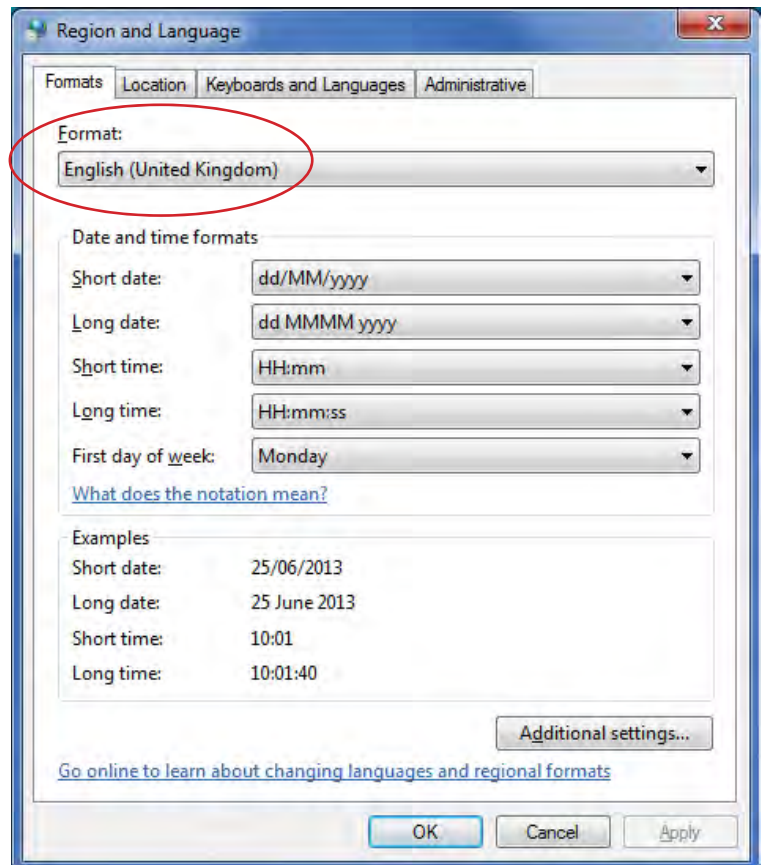 Region and Language
Formats Location Keyboards and Languages Administrative
Format:
English (United Kingdom)
Date and time formats
Short date: dd/MM/yyyy
Long date: dd MMMM yyyy
Short time: HH:mm
Long time: HH:mm:ss
First day of week: Monday
What does the notation mean?
Examples
Short date: 25/06/2013
Long date: 25 June 2013
Short time: 10:01
Long time: 10:01:40
Additional settings...
Go online to learn about changing languages and regional formats
OK Cancel Apply